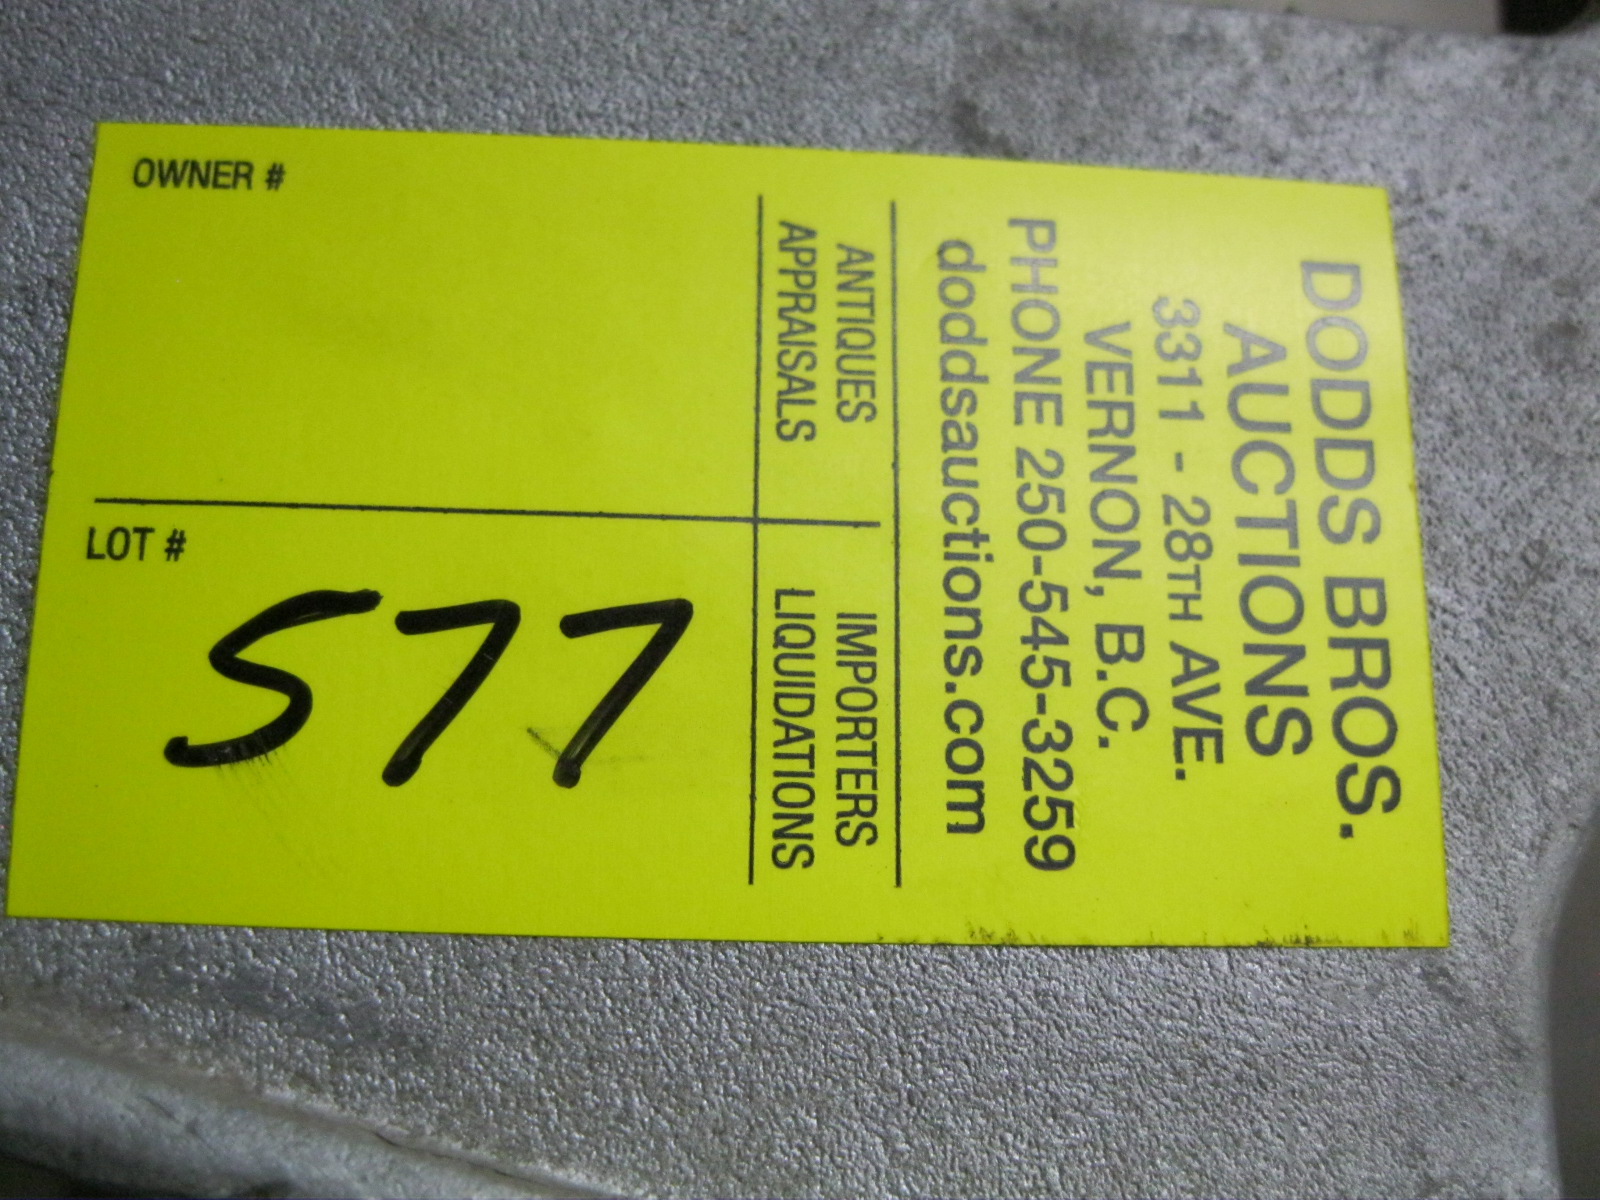 DODDS BROS.
AUCTIONS
3311 - 28TH AVE.
VERNON, B.C.
PHONE 250-545-3259
doddsauctions.com
ANTIQUES
APPRAISALS
IMPORTERS
LIQUIDATIONS
OWNER #
LOT #
577